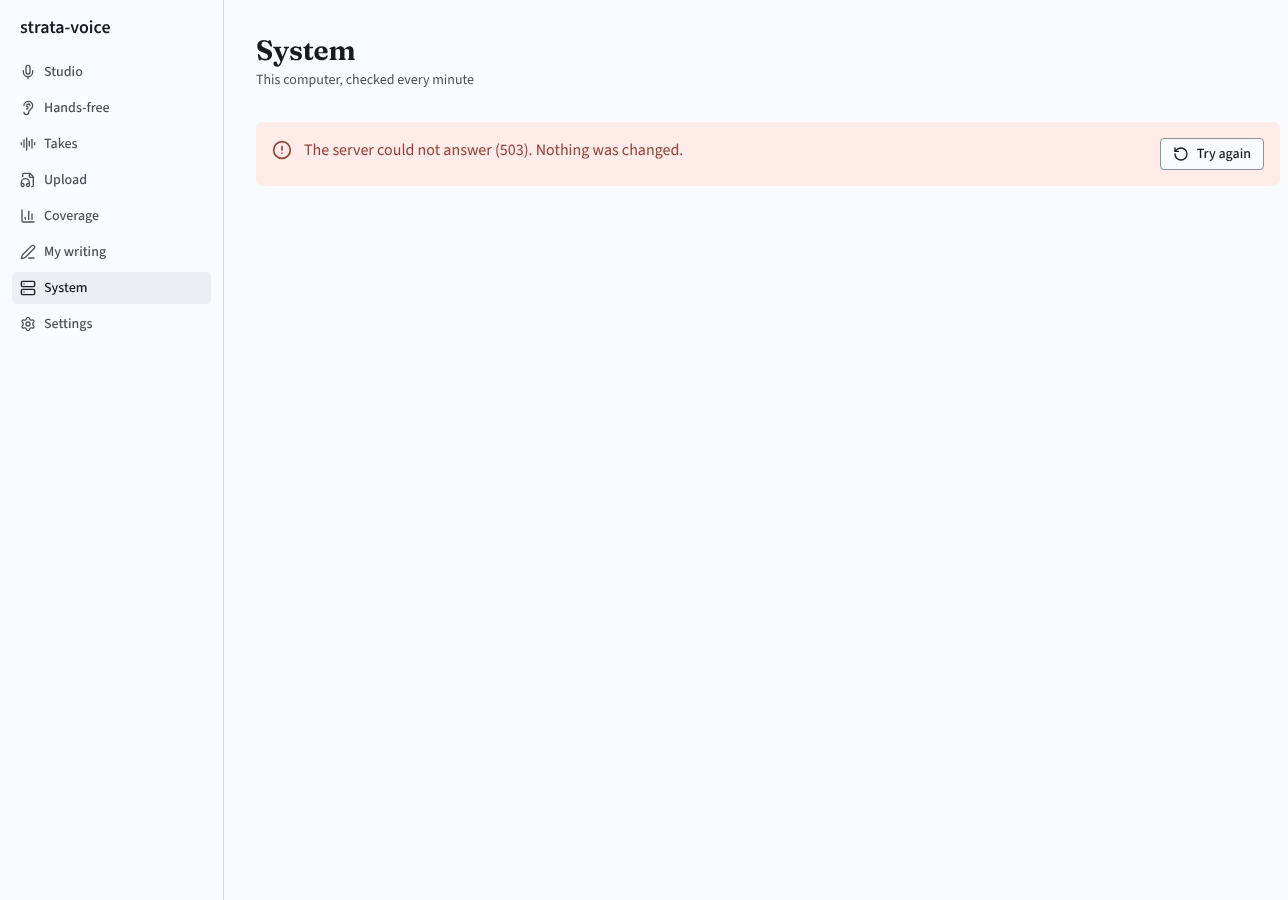 strata-voice
Studio
Hands-free
Takes
Upload
Coverage
My writing
System
Settings
System
This computer, checked every minute
The server could not answer (503). Nothing was changed.
Try again